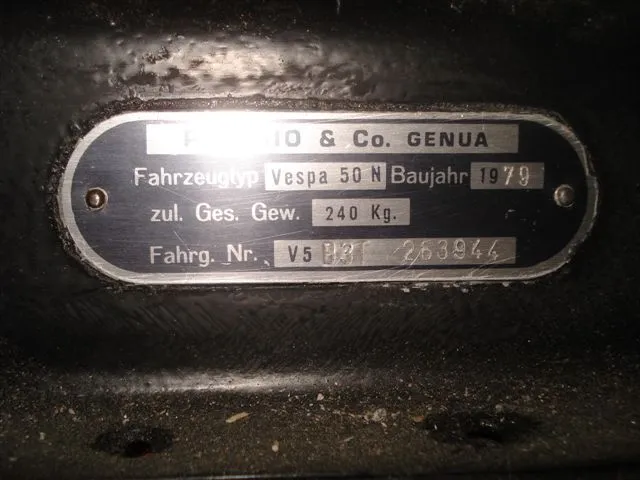 & Co. GENUA
Fahrzeugtyp Vespa 50 N Baujahr 1979
zul. Ges. Gew. 240 Kg.
Fahrg. Nr. V5 263944